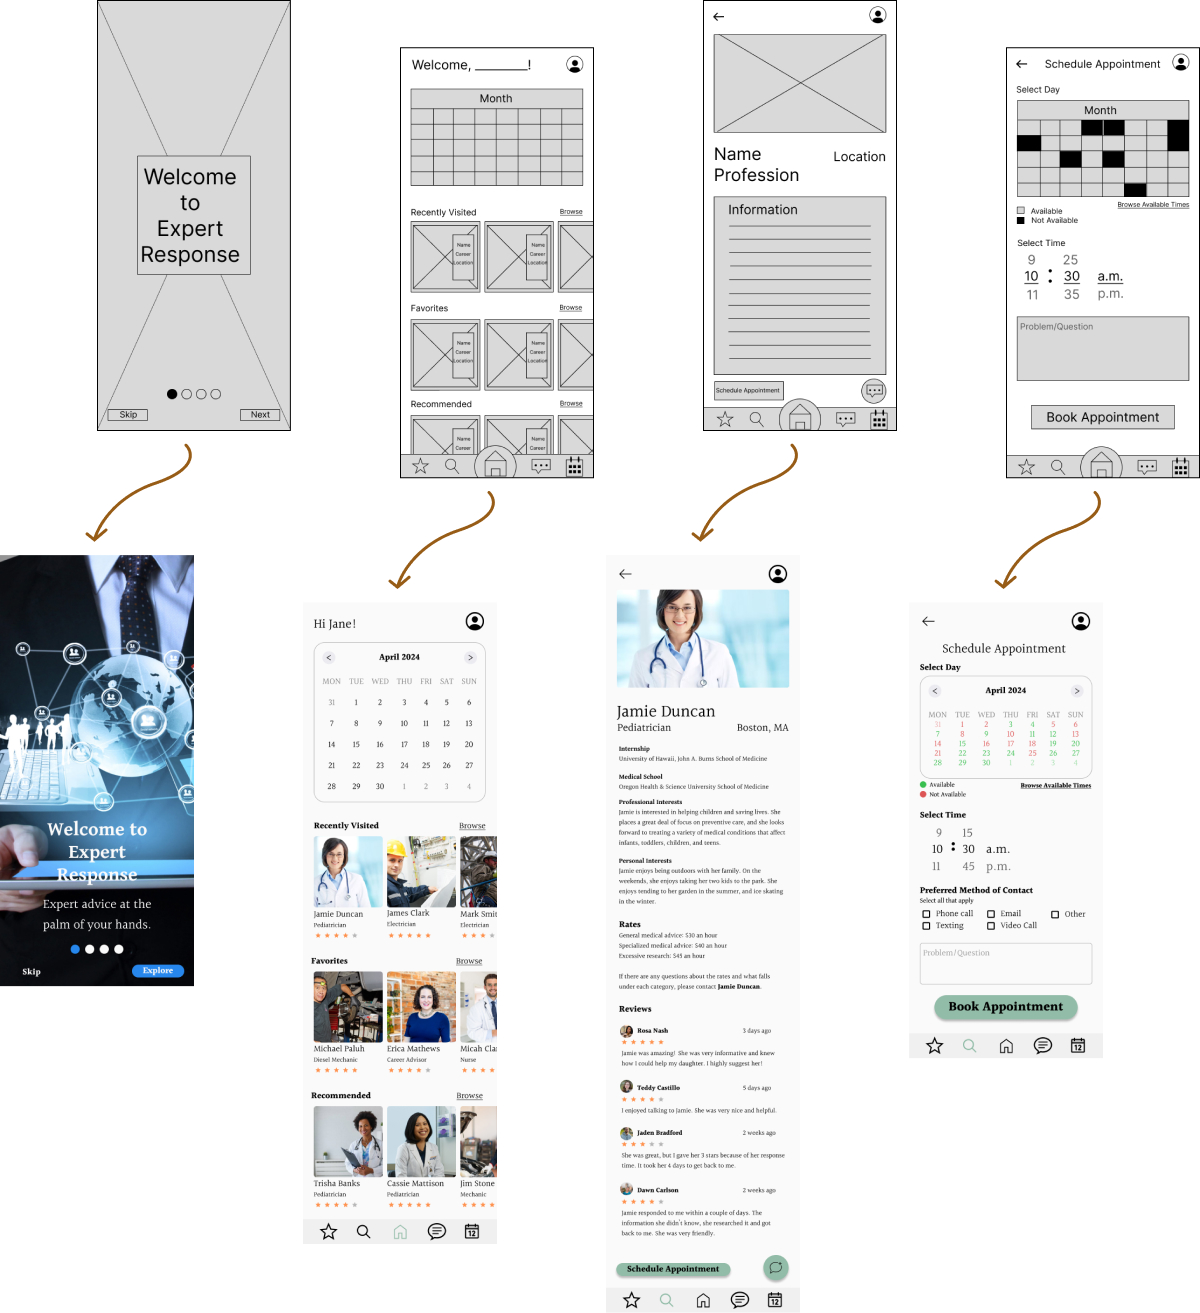 Welcome
to
Expert
Response
Skip
Next
Welcome, _______!
Month
Recently Visited
Browse
Name
Career
Location
Name
Career
Location
Favorites
Browse
Name
Career
Location
Name
Career
Location
Recommended
Browse
Name
Career
Name
Career
Name
Profession
Location
Information
Schedule Appointment
Schedule Appointment
Select Day
Month
Browse Available Times
Available
Not Available
Select Time
9 25
10 : 30 a.m.
11 35 p.m.
Problem/Question
Book Appointment
Welcome to
Expert
Response
Expert advice at the
palm of your hands.
Skip
Explore
Hi Jane!
< April 2024 >
MON TUE WED THU FRI SAT SUN
31 1 2 3 4 5 6
7 8 9 10 11 12 13
14 15 16 17 18 19 20
21 22 23 24 25 26 27
28 29 30 1 2 3 4
Recently Visited
Browse
Jamie Duncan
Pediatrician
James Clark
Electrician
Mark Smit
Electrician
Favorites
Browse
Michael Paluh
Diesel Mechanic
Erica Mathews
Career Advisor
Micah Cla
Nurse
Recommended
Browse
Trisha Banks
Pediatrician
Cassie Mattison
Pediatrician
Jim Stone
Mechanic
12
Jamie Duncan
Pediatrician
Boston, MA
Internship
University of Hawaii, John A. Burns School of Medicine
Medical School
Oregon Health & Science University School of Medicine
Professional Interests
Jamie is interested in helping children and saving lives. She
places a great deal of focus on preventive care, and she looks
forward to treating a variety of medical conditions that affect
infants, toddlers, children, and teens.
Personal Interests
Jamie enjoys being outdoors with her family. On the
weekends, she enjoys taking her two kids to the park. She
enjoys tending to her garden in the summer, and ice skating
in the winter.
Rates
General medical advice: $30 an hour
Specialized medical advice: $40 an hour
Excessive research: $45 an hour
If there are any questions about the rates and what falls
under each category, please contact Jamie Duncan.
Reviews
Rosa Nash
3 days ago
Jamie was amazing! She was very informative and knew
how I could help my daughter. I highly suggest her!
Teddy Castillo
5 days ago
I enjoyed talking to Jamie. She was very nice and helpful.
Jaden Bradford
2 weeks ago
She was great, but I gave her 3 stars because of her response
time. It took her 4 days to get back to me.
Dawn Carlson
2 weeks ago
Jamie responded to me within a couple of days. The
information she didn't know, she researched it and got
back to me. She was very friendly.
Schedule Appointment
12
Schedule Appointment
Select Day
< April 2024 >
MON TUE WED THU FRI SAT SUN
31 1 2 3 4 5 6
7 8 9 10 11 12 13
14 15 16 17 18 19 20
21 22 23 24 25 26 27
28 29 30 1 2 3 4
Available
Browse Available Times
Not Available
Select Time
9 15
10 : 30 a.m.
11 45 p.m.
Preferred Method of Contact
Select all that apply
Phone call Email Other
Texting Video Call
Problem/Question
Book Appointment
12